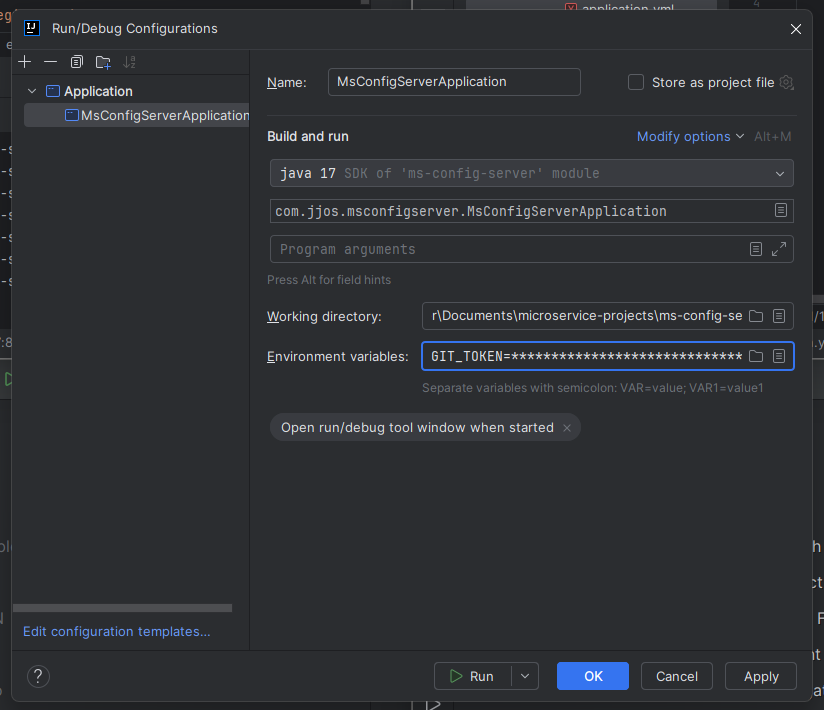 application.yml
4
Run/Debug Configurations
Application
MsConfigServerApplication
Name:
MsConfigServerApplication
Store as project file
Build and run
Modify options
Alt+M
java 17 SDK of 'ms-config-server' module
com.jjos.msconfigserver.MsConfigServerApplication
Program arguments
Press Alt for field hints
Working directory:
r\Documents\microservice-projects\ms-config-se
Environment variables:
GIT_TOKEN=*****************************
Separate variables with semicolon: VAR=value; VAR1=value1
Open run/debug tool window when started
Edit configuration templates...
?
Run
OK
Cancel
Apply